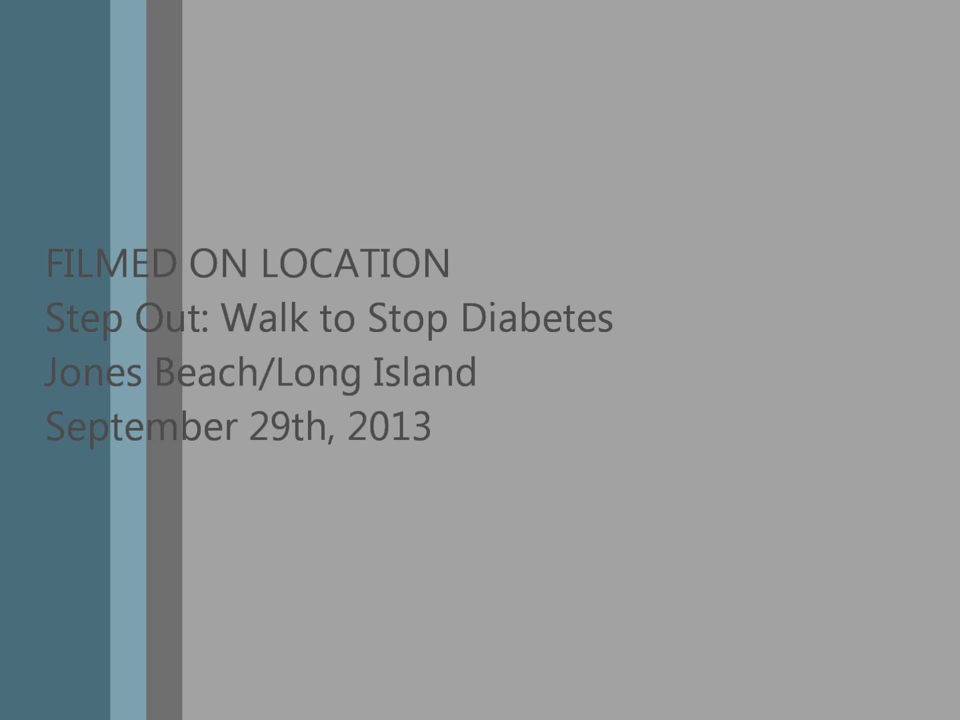 FILMED ON LOCATION
Step Out: Walk to Stop Diabetes
Jones Beach/Long Island
September 29th, 2013